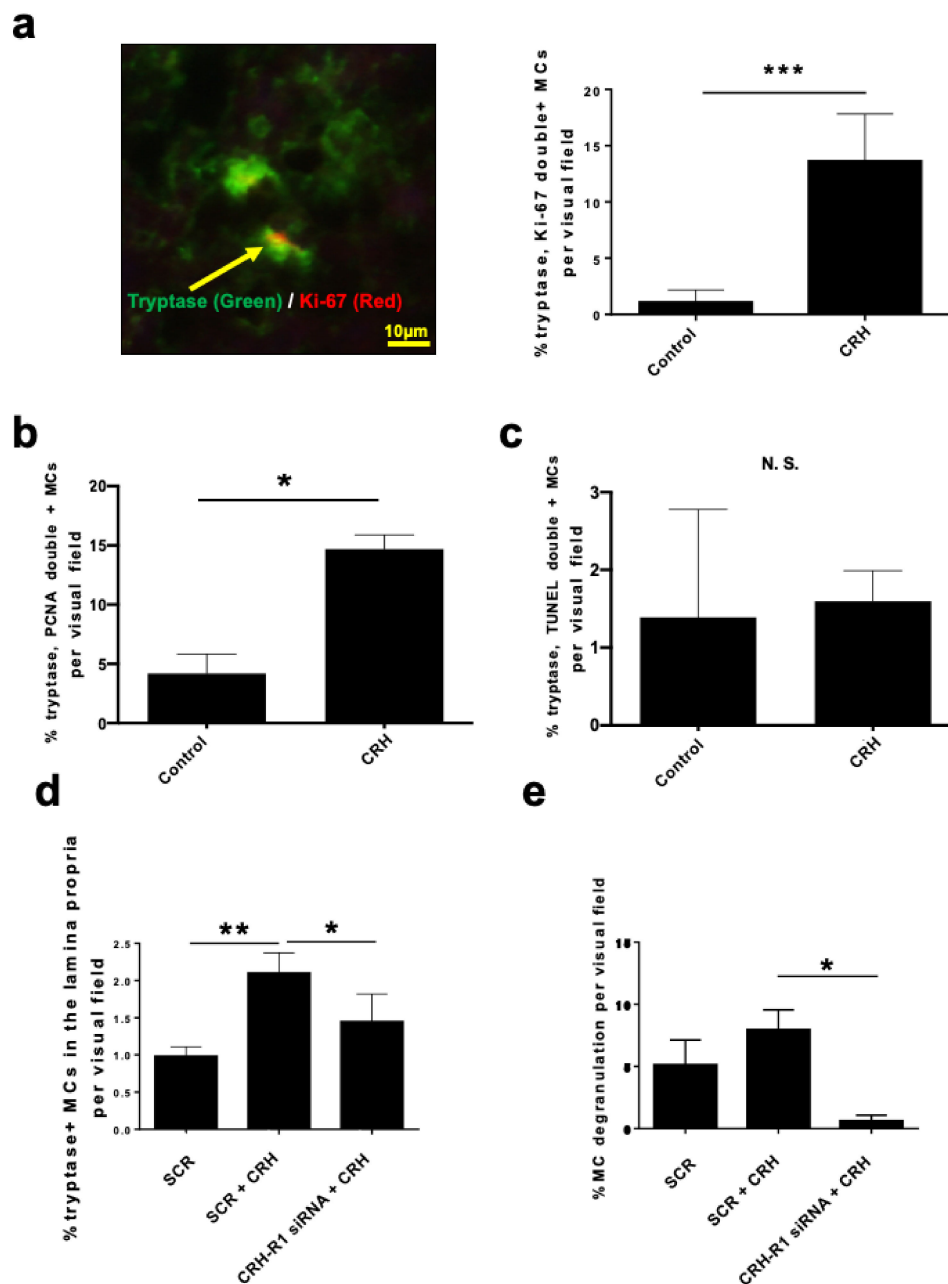 a
Tryptase (Green) / Ki-67 (Red)
10μm
% tryptase, Ki-67 double+ MCs
per visual field
20
15
10
5
0
***
Control
CRH
b
% tryptase, PCNA double + MCs
per visual field
20
15
10
5
0
*
Control
CRH
c
N. S.
% tryptase, TUNEL double + MCs
per visual field
3
2
1
0
Control
CRH
d
% tryptase+ MCs in the lamina propria
per visual field
2.5
2.0
1.5
1.0
0.5
0.0
**
*
SCR
SCR + CRH
CRH-R1 siRNA + CRH
e
% MC degranulation per visual field
15
10
5
0
*
SCR
SCR + CRH
CRH-R1 siRNA + CRH